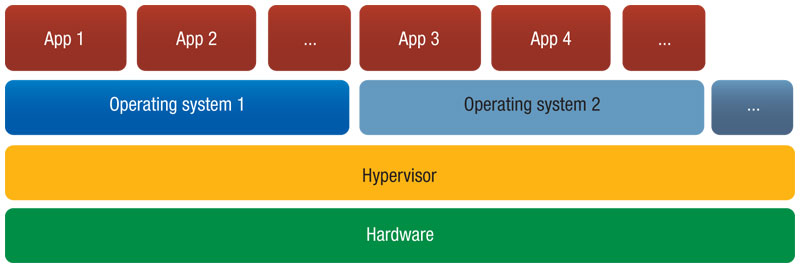 App 1
App 2
...
App 3
App 4
...
Operating system 1
Operating system 2
...
Hypervisor
Hardware